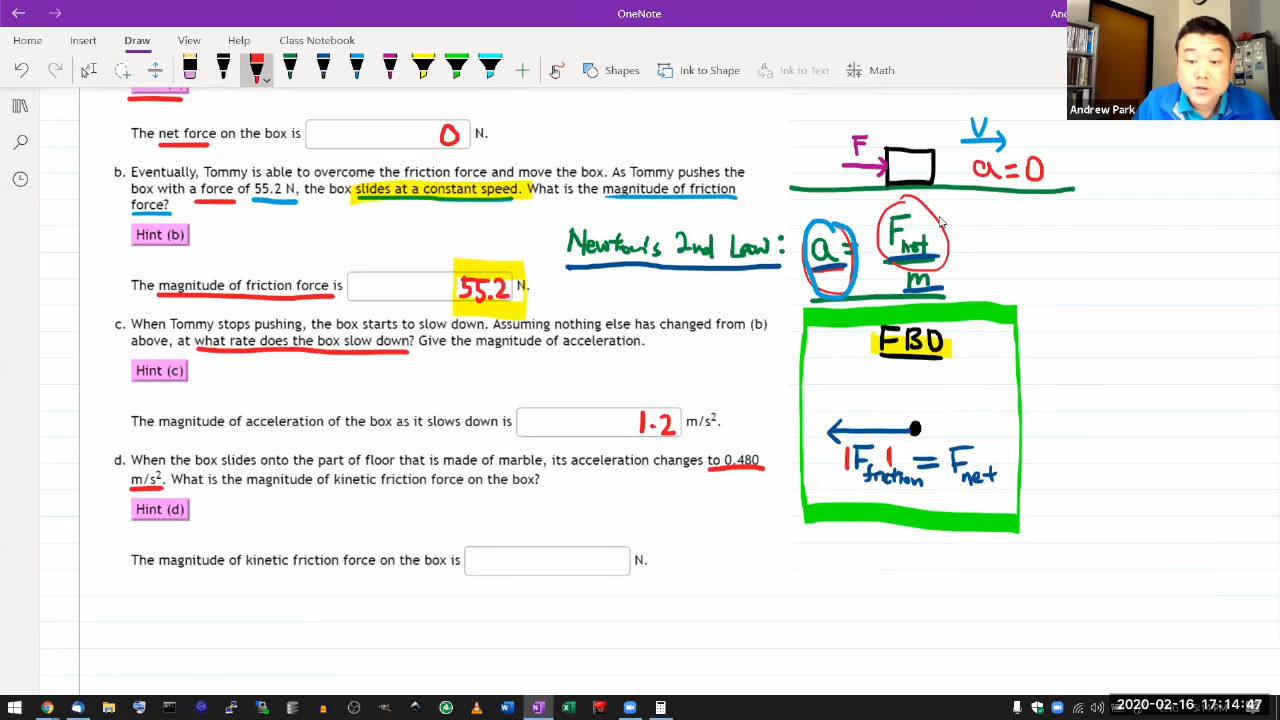 OneNote
An
Home Insert Draw View Help Class Notebook
Shapes Ink to Shape Ink to Text Math
Andrew Park
The net force on the box is 0 N.
b. Eventually, Tommy is able to overcome the friction force and move the box. As Tommy pushes the
box with a force of 55.2 N, the box slides at a constant speed. What is the magnitude of friction
force?
Hint (b)
The magnitude of friction force is 55.2 N.
c. When Tommy stops pushing, the box starts to slow down. Assuming nothing else has changed from (b)
above, at what rate does the box slow down? Give the magnitude of acceleration.
Hint (c)
The magnitude of acceleration of the box as it slows down is 1.2 m/s².
d. When the box slides onto the part of floor that is made of marble, its acceleration changes to 0.480
m/s². What is the magnitude of kinetic friction force on the box?
Hint (d)
The magnitude of kinetic friction force on the box is N.
F
V
a=0
Newton's 2nd Law: a = Fnet
m
FBD
|Ffriction| = Fnet
2020-02-16 17:14:47